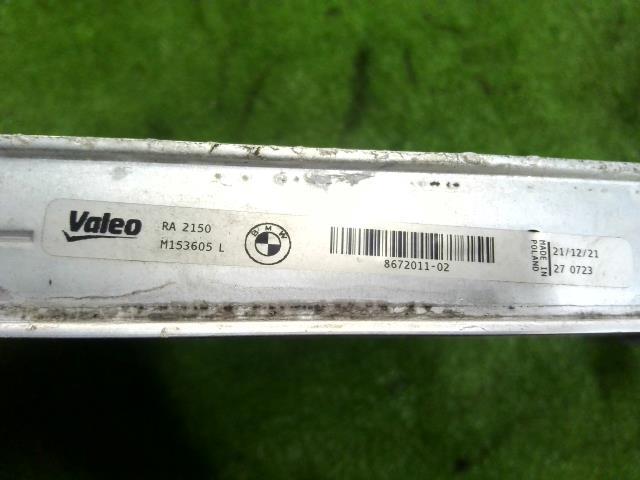 Valeo
RA 2150
M153605 L
BMW
8672011-02
MADE IN
POLAND
21/12/21
27 0723